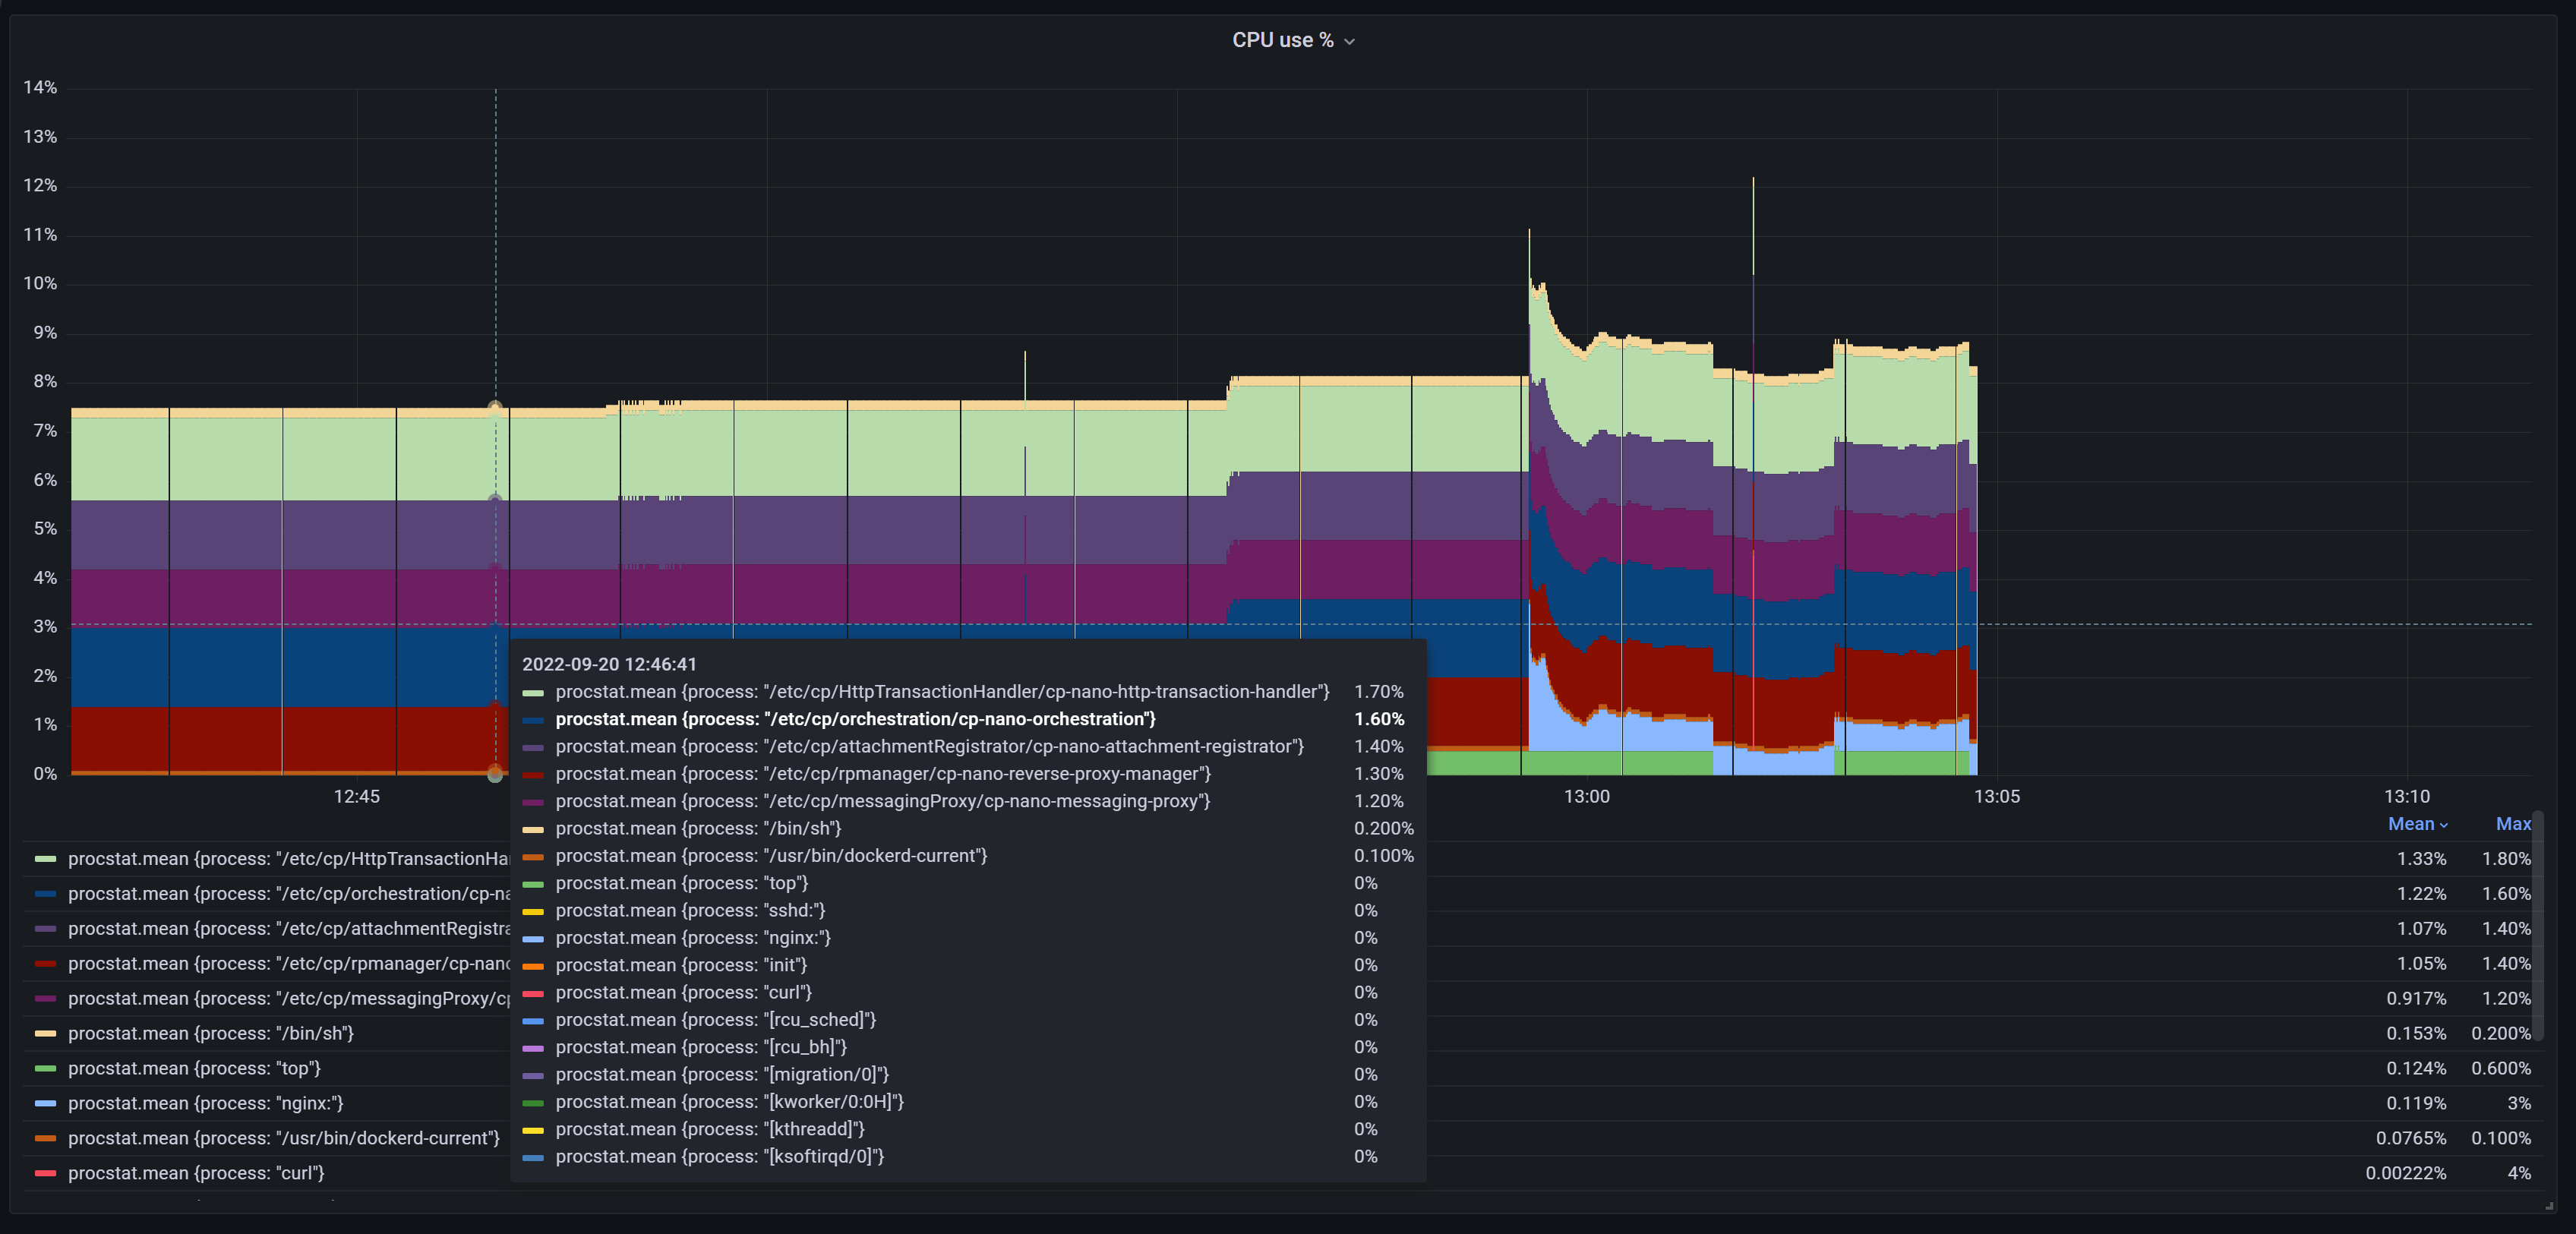 CPU use %
14%
13%
12%
11%
10%
9%
8%
7%
6%
5%
4%
3%
2%
1%
0%
12:45
13:00
13:05
13:10
2022-09-20 12:46:41
procstat.mean {process: "/etc/cp/HttpTransactionHandler/cp-nano-http-transaction-handler"} 1.70%
procstat.mean {process: "/etc/cp/orchestration/cp-nano-orchestration"} 1.60%
procstat.mean {process: "/etc/cp/attachmentRegistrator/cp-nano-attachment-registrator"} 1.40%
procstat.mean {process: "/etc/cp/rpmanager/cp-nano-reverse-proxy-manager"} 1.30%
procstat.mean {process: "/etc/cp/messagingProxy/cp-nano-messaging-proxy"} 1.20%
procstat.mean {process: "/bin/sh"} 0.200%
procstat.mean {process: "/usr/bin/dockerd-current"} 0.100%
procstat.mean {process: "top"} 0%
procstat.mean {process: "sshd:"} 0%
procstat.mean {process: "nginx:"} 0%
procstat.mean {process: "init"} 0%
procstat.mean {process: "curl"} 0%
procstat.mean {process: "[rcu_sched]"} 0%
procstat.mean {process: "[rcu_bh]"} 0%
procstat.mean {process: "[migration/0]"} 0%
procstat.mean {process: "[kworker/0:0H]"} 0%
procstat.mean {process: "[kthreadd]"} 0%
procstat.mean {process: "[ksoftirqd/0]"} 0%
Mean Max
procstat.mean {process: "/etc/cp/HttpTransactionHa 1.33% 1.80%
procstat.mean {process: "/etc/cp/orchestration/cp-na 1.22% 1.60%
procstat.mean {process: "/etc/cp/attachmentRegistra 1.07% 1.40%
procstat.mean {process: "/etc/cp/rpmanager/cp-nano 1.05% 1.40%
procstat.mean {process: "/etc/cp/messagingProxy/cp 0.917% 1.20%
procstat.mean {process: "/bin/sh"} 0.153% 0.200%
procstat.mean {process: "top"} 0.124% 0.600%
procstat.mean {process: "nginx:"} 0.119% 3%
procstat.mean {process: "/usr/bin/dockerd-current"} 0.0765% 0.100%
procstat.mean {process: "curl"} 0.00222% 4%